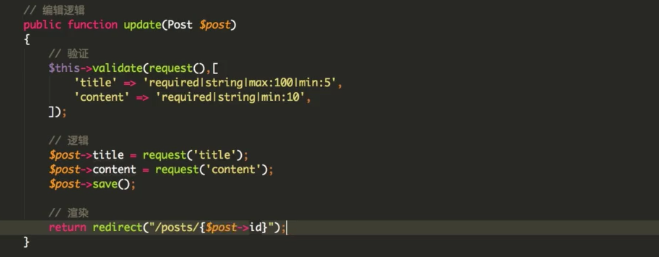 // 编辑逻辑
public function update(Post $post)
{
    // 验证
    $this->validate(request(),[
        'title' => 'required|string|max:100|min:5',
        'content' => 'required|string|min:10',
    ]);
    // 逻辑
    $post->title = request('title');
    $post->content = request('content');
    $post->save();
    // 渲染
    return redirect("/posts/{$post->id}");
}